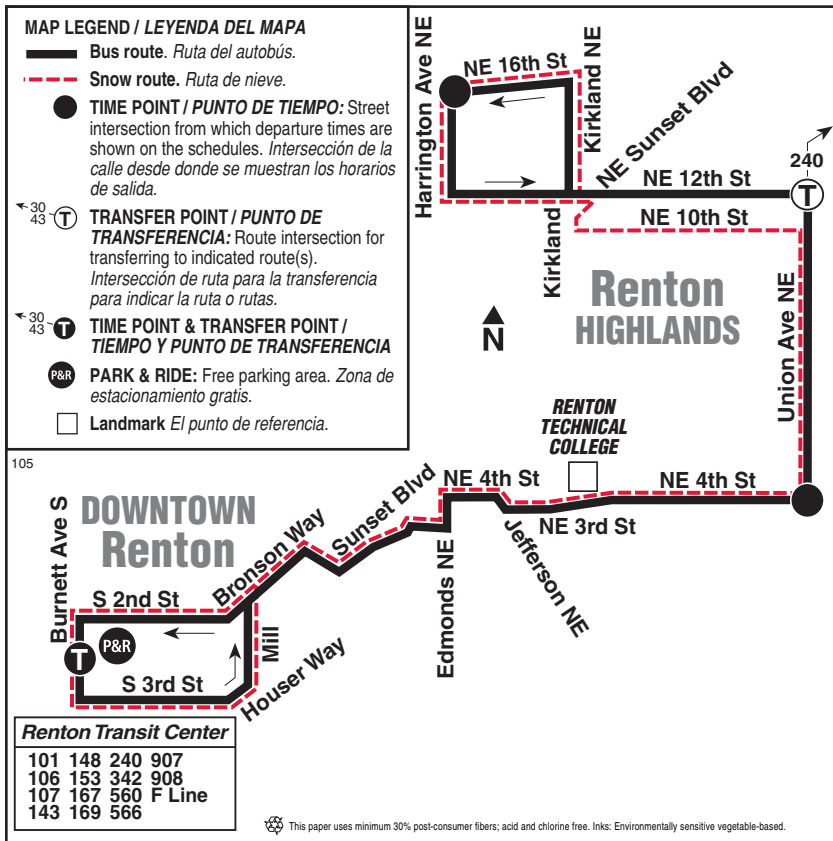 MAP LEGEND / LEYENDA DEL MAPA
Bus route. Ruta del autobús.
Snow route. Ruta de nieve.
TIME POINT / PUNTO DE TIEMPO: Street
intersection from which departure times are
shown on the schedules. Intersección de la
calle desde donde se muestran los horarios
de salida.
30
43
T
TRANSFER POINT / PUNTO DE
TRANSFERENCIA: Route intersection for
transferring to indicated route(s).
Intersección de ruta para la transferencia
para indicar la ruta o rutas.
30
43
T
TIME POINT & TRANSFER POINT /
TIEMPO Y PUNTO DE TRANSFERENCIA
P&R
PARK & RIDE: Free parking area. Zona de
estacionamiento gratis.
Landmark El punto de referencia.
105
Harrington Ave NE
NE 16th St
Kirkland NE
NE Sunset Blvd
240
T
NE 12th St
NE 10th St
Kirkland
Renton
HIGHLANDS
N
Union Ave NE
RENTON
TECHNICAL
COLLEGE
NE 4th St
NE 4th St
NE 3rd St
Jefferson NE
Edmonds NE
Sunset Blvd
Bronson Way
DOWNTOWN
Renton
Burnett Ave S
S 2nd St
P&R
T
Mill
S 3rd St
Houser Way
Renton Transit Center
101 148 240 907
106 153 342 908
107 167 560 F Line
143 169 566
This paper uses minimum 30% post-consumer fibers; acid and chlorine free. Inks: Environmentally sensitive vegetable-based.